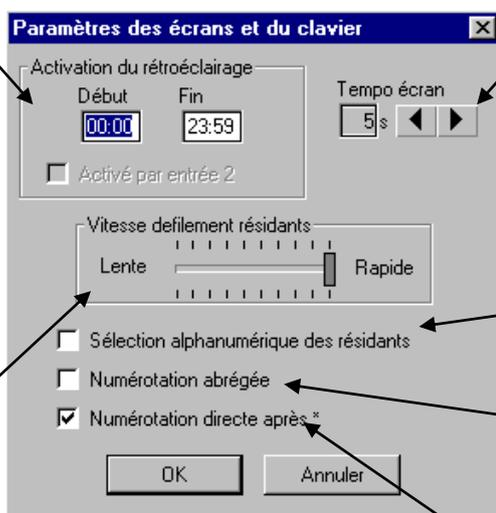 Paramètres des écrans et du clavier
Activation du rétroéclairage
Début Fin
00:00 23:59
Activé par entrée 2
Tempo écran
5 s
Vitesse defilement résidants
Lente Rapide
Sélection alphanumérique des résidants
Numérotation abrégée
Numérotation directe après *
OK Annuler